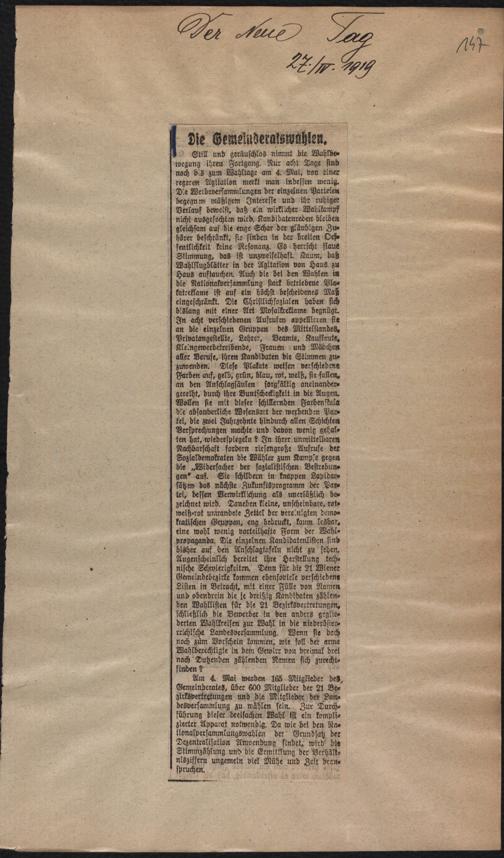 Der Neue Tag
27./IV. 1919
147
Die Gemeinderatswahlen.
Still und geräuschlos nimmt die Wahlbe-
wegung ihren Fortgang. Nur acht Tage sind
noch bis zum Wahltage am 4. Mai, von einer
regeren Agitation merkt man indessen wenig.
Die Werbeversammlungen der einzelnen Parteien
begegnen mäßigem Interesse und ihr ruhiger
Verlauf beweist, daß ein wirklicher Wahlkampf
nicht ausgefochten wird. Kandidatenreden bleiben
gleichsam auf die enge Schar der gläubigen Zu-
hörer beschränkt, sie finden in der breiten Oef-
fentlichkeit keine Resonanz. Es herrscht flaue
Stimmung, das ist unzweifelhaft. Kaum, daß
Wahlflugblätter in der Agitation von Haus zu
Haus auftauchen. Auch die bei den Wahlen in
die Nationalversammlung stark betriebene Pla-
katreklame ist auf ein höchst bescheidenes Maß
eingeschränkt. Die Christlichsozialen haben sich
bislang mit einer Art Mosaikreklame begnügt.
In acht verschiedenen Aufrufen appellieren sie
an die einzelnen Gruppen des Mittelstandes,
Privatangestellte, Lehrer, Beamte, Kaufleute,
Kleingewerbetreibende, Frauen und Mädchen
aller Berufe, ihren Kandidaten die Stimmen zu-
zuwenden. Diese Plakate weisen verschiedene
Farben auf, gelb, grün, blau, rot, weiß, sie fallen,
an den Anschlagsäulen sorgfältig aneinander-
gereiht, durch ihre Buntscheckigkeit in die Augen.
Wollen sie mit dieser schillernden Farbenskala
die absonderliche Wesensart der werbenden Par-
tei, die zwei Jahrzehnte hindurch allen Schichten
Versprechungen machte und davon wenig gehal-
ten hat, wiederspiegeln? In ihrer unmittelbaren
Nachbarschaft fordern riesengroße Aufrufe der
Sozialdemokraten die Wähler zum Kampfe gegen
die „Widersacher der sozialistischen Bestrebun-
gen“ auf. Sie schildern in knappen Lapidar-
sätzen das nächste Zukunftsprogramm der Par-
tei, dessen Verwirklichung als unerläßlich be-
zeichnet wird. Daneben kleine, unscheinbare, rot-
weiß-rot umrandete Zettel der vereinigten demo-
kratischen Gruppen, eng bedruckt, kaum lesbar,
eine wohl wenig vorteilhafte Form der Wahl-
propaganda. Die einzelnen Kandidatenlisten sind
bisher auf den Anschlagtafeln nicht zu sehen.
Augenscheinlich bereitet ihre Herstellung tech-
nische Schwierigkeiten. Denn für die 21 Wiener
Gemeindebezirke kommen ebensoviele verschiedene
Listen in Betracht, mit einer Fülle von Namen
und obendrein die je dreißig Kandidaten zählen-
den Wahllisten für die 21 Bezirksvertretungen,
schließlich die Bewerber in den anders geglie-
derten Wahlkreisen zur Wahl in die niederöster-
reichische Landesversammlung. Wenn sie doch
noch zum Vorschein kommen, wie soll der arme
Wahlberechtigte in dem Gewirr von dreimal drei
nach Dutzenden zählenden Namen sich zurecht-
finden?
Am 4. Mai werden 165 Mitglieder des
Gemeinderates, über 600 Mitglieder der 21 Be-
zirksvertretungen und die Mitglieder der Lan-
desversammlung zu wählen sein. Zur Durch-
führung dieser dreifachen Wahl ist ein kompli-
zierter Apparat notwendig. Da wie bei den Na-
tionalversammlungswahlen der Grundsatz der
Dezentralisation Anwendung findet, wird die
Stimmzählung und die Ermittlung der Verhält-
nisziffern ungemein viel Mühe und Zeit bean-
spruchen.